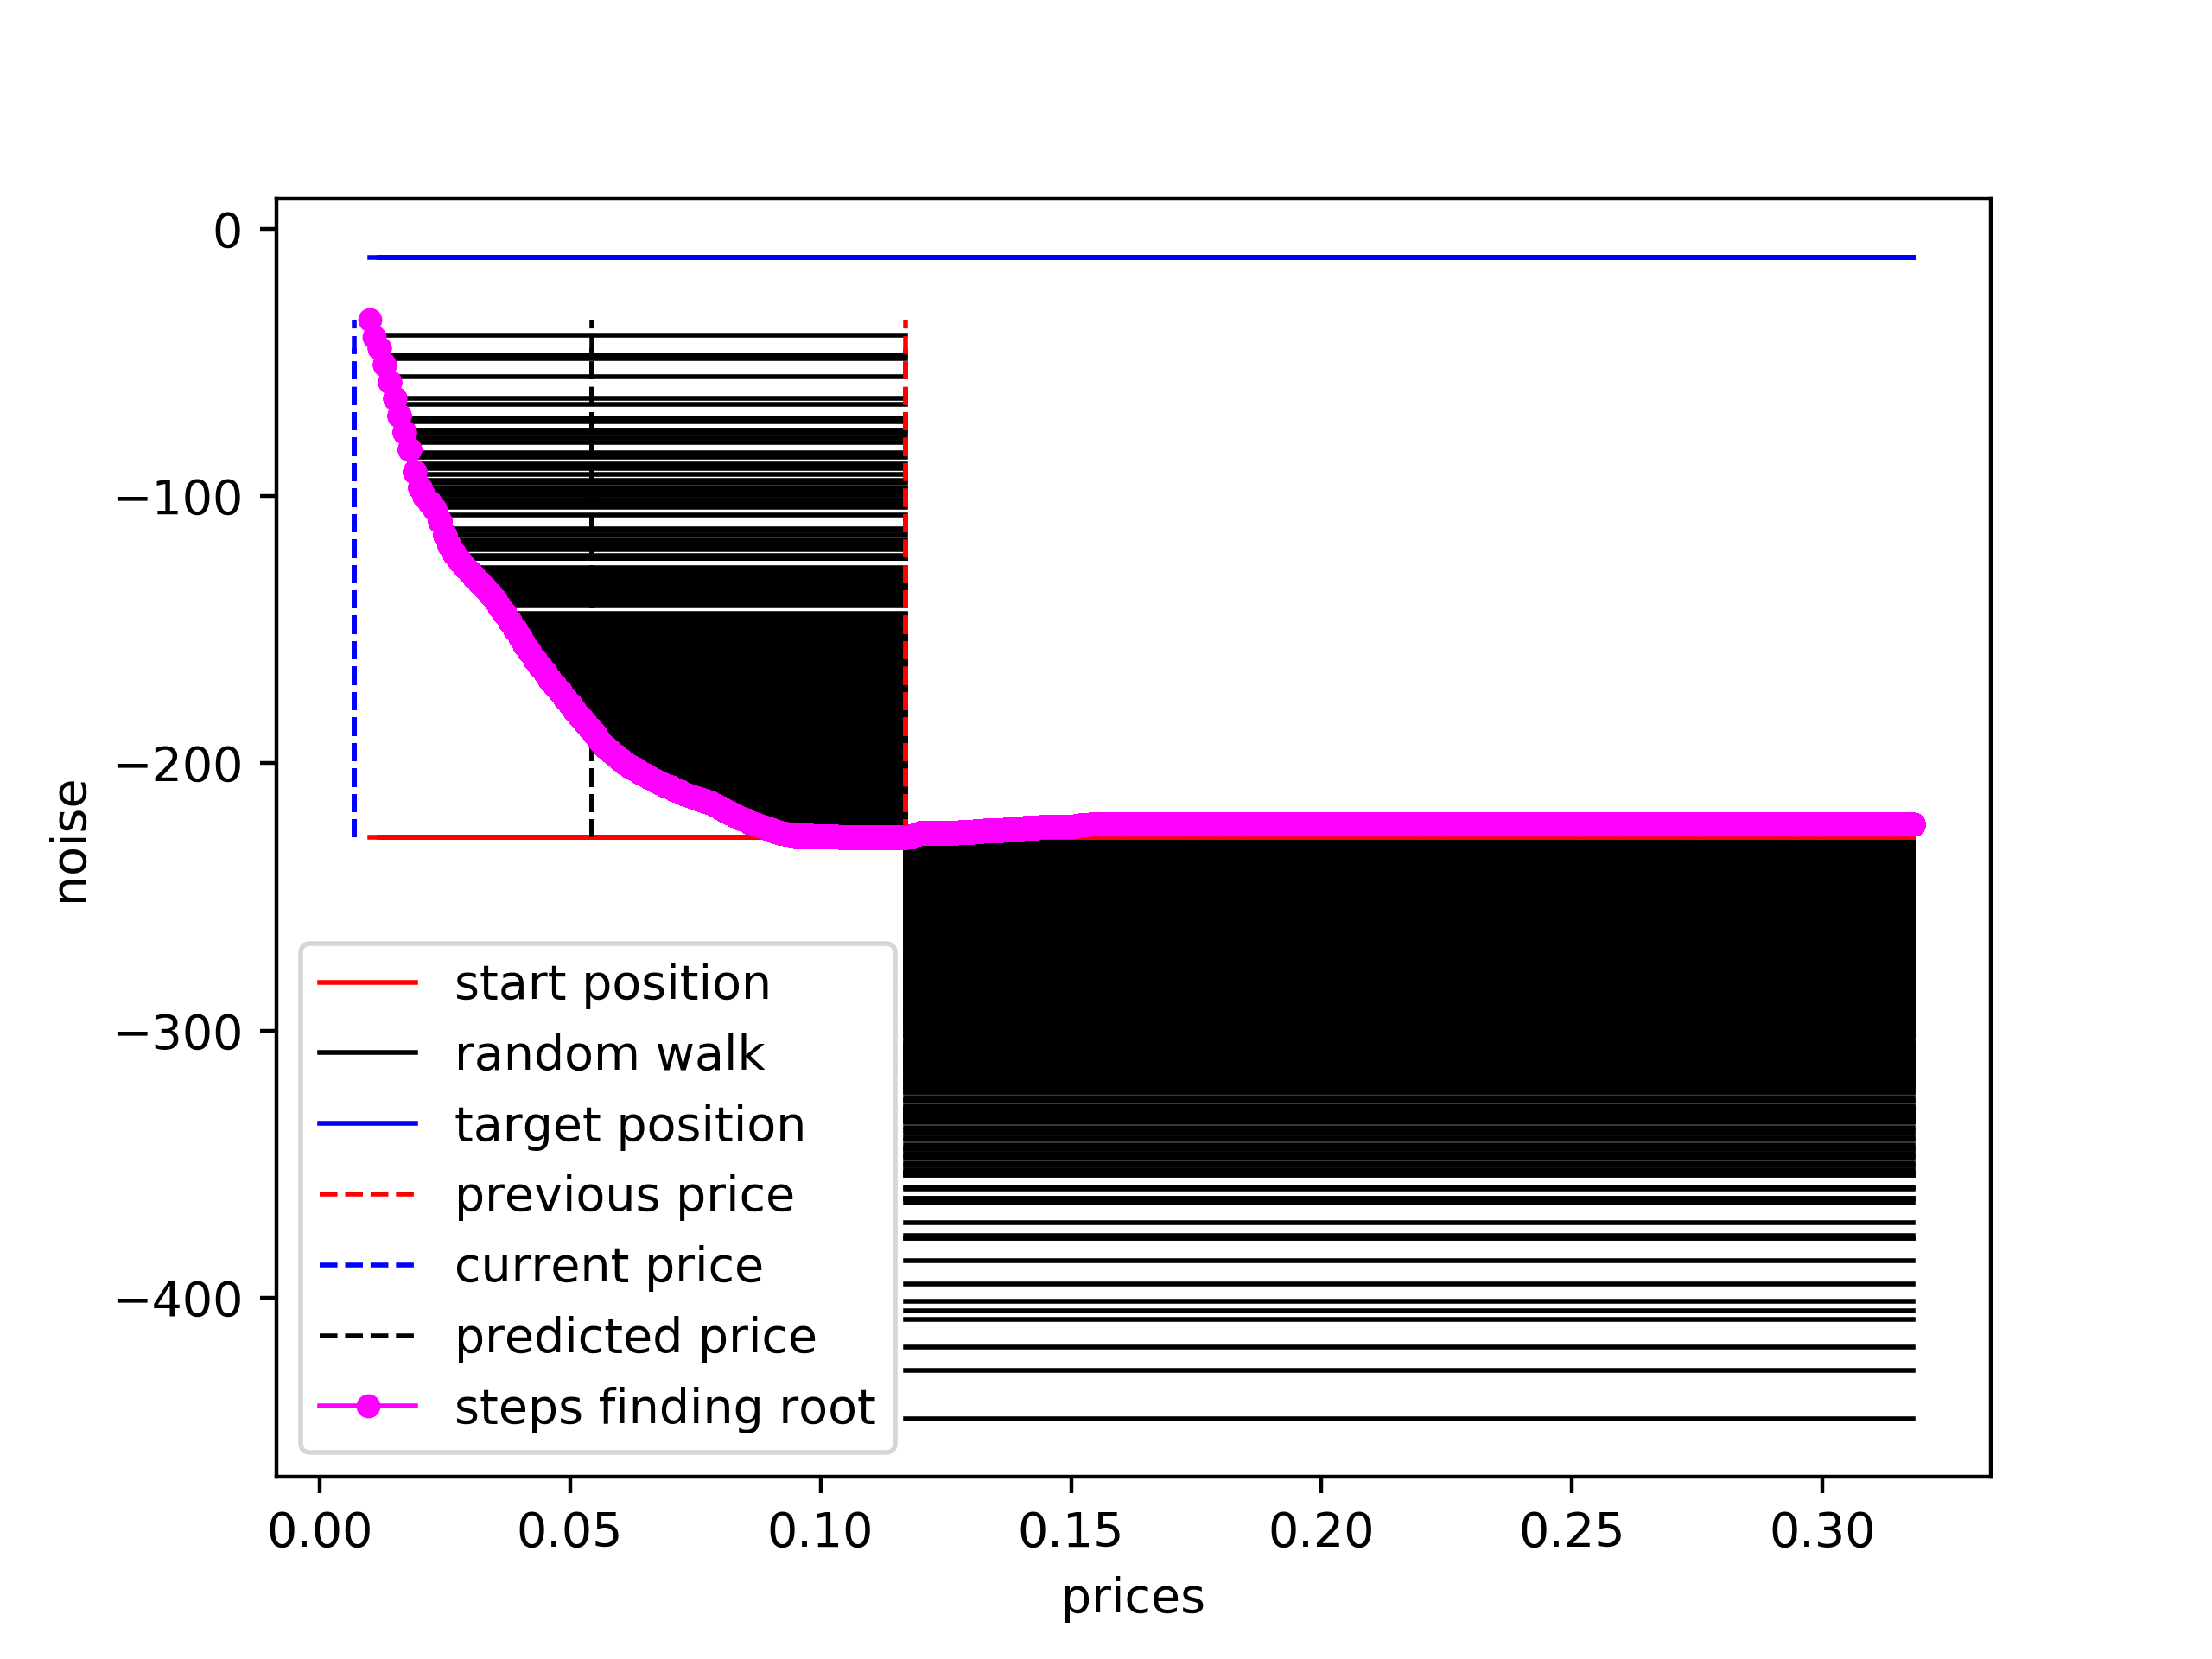 0
−100
−200
−300
−400
noise
start position
random walk
target position
previous price
current price
predicted price
steps finding root
0.00 0.05 0.10 0.15 0.20 0.25 0.30
prices